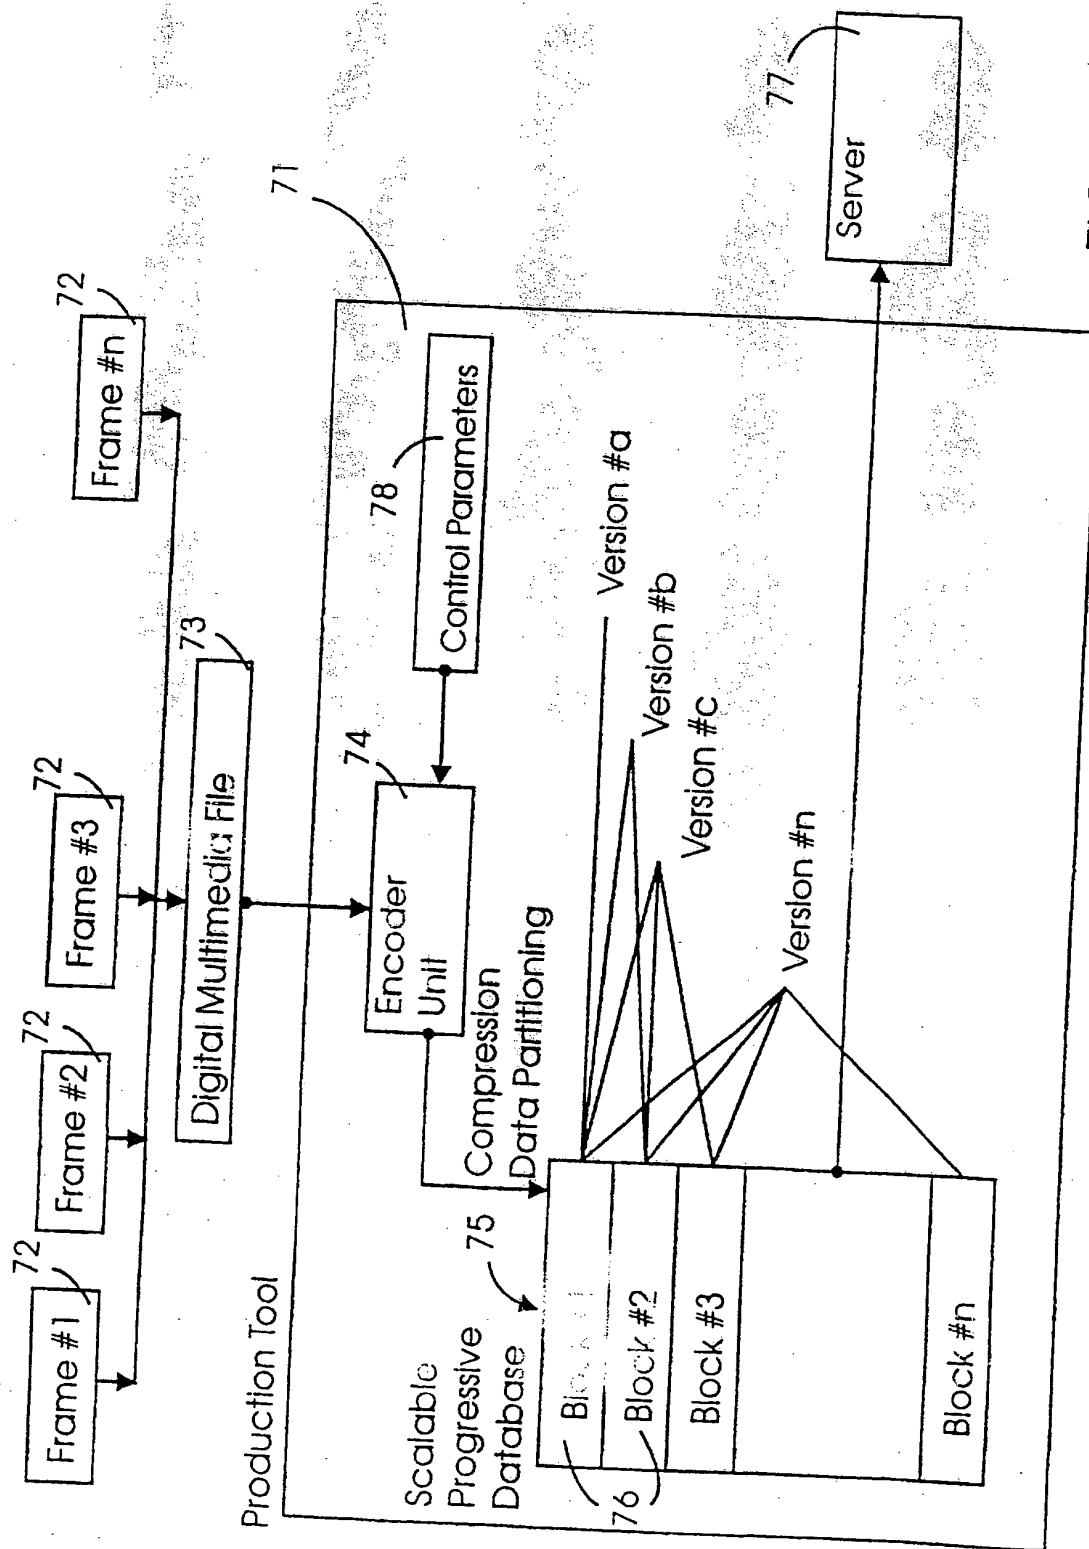 Frame #1
72
Frame #2
72
Frame #3
72
Frame #n
72
Digital Multimedia File
73
Production Tool
71
Encoder
Unit
74
Control Parameters
78
Compression
Data Partitioning
Scalable
Progressive
Database
75
76
Block #2
Block #3
Block #n
Version #a
Version #b
Version #c
Version #n
Server
77